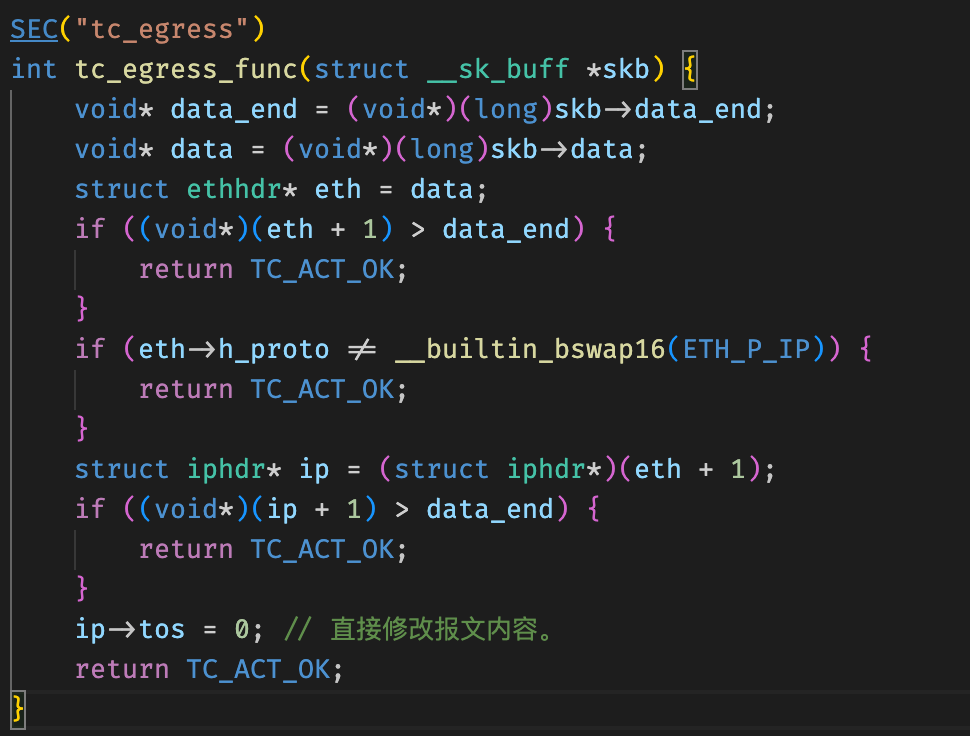 SEC("tc_egress")
int tc_egress_func(struct __sk_buff *skb) {
    void* data_end = (void*)(long)skb->data_end;
    void* data = (void*)(long)skb->data;
    struct ethhdr* eth = data;
    if ((void*)(eth + 1) > data_end) {
        return TC_ACT_OK;
    }
    if (eth->h_proto != __builtin_bswap16(ETH_P_IP)) {
        return TC_ACT_OK;
    }
    struct iphdr* ip = (struct iphdr*)(eth + 1);
    if ((void*)(ip + 1) > data_end) {
        return TC_ACT_OK;
    }
    ip->tos = 0; // 直接修改报文内容。
    return TC_ACT_OK;
}